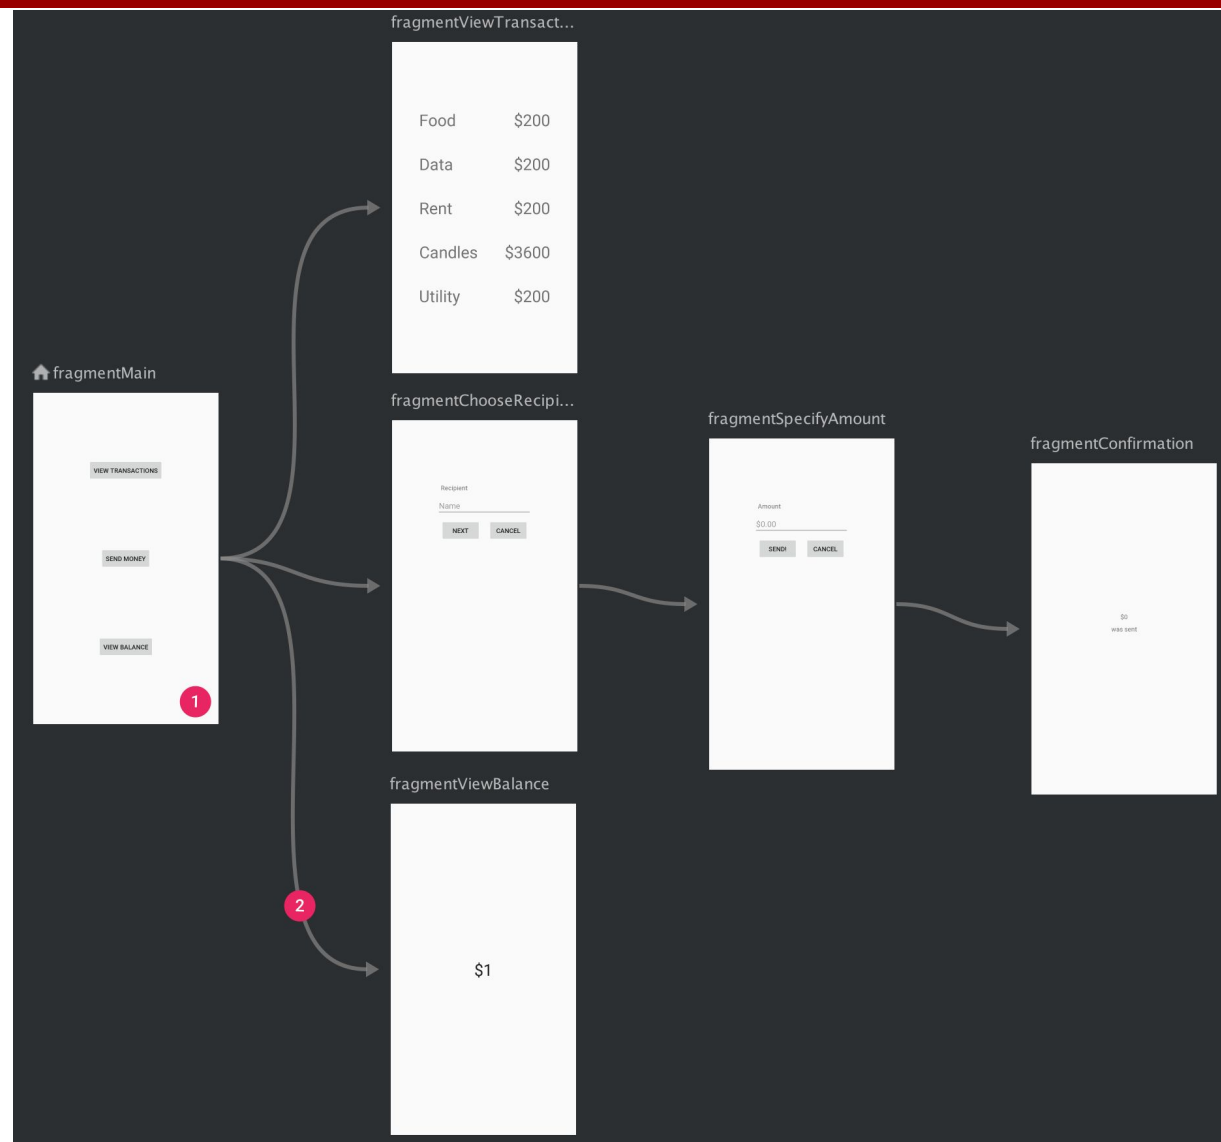 fragmentViewTransact...
Food $200
Data $200
Rent $200
Candles $3600
Utility $200
fragmentMain
VIEW TRANSACTIONS
SEND MONEY
VIEW BALANCE
1
fragmentChooseRecipi...
Recipient
Name
NEXT CANCEL
fragmentSpecifyAmount
Amount
$0.00
SEND! CANCEL
fragmentConfirmation
$0
was sent
fragmentViewBalance
2
$1